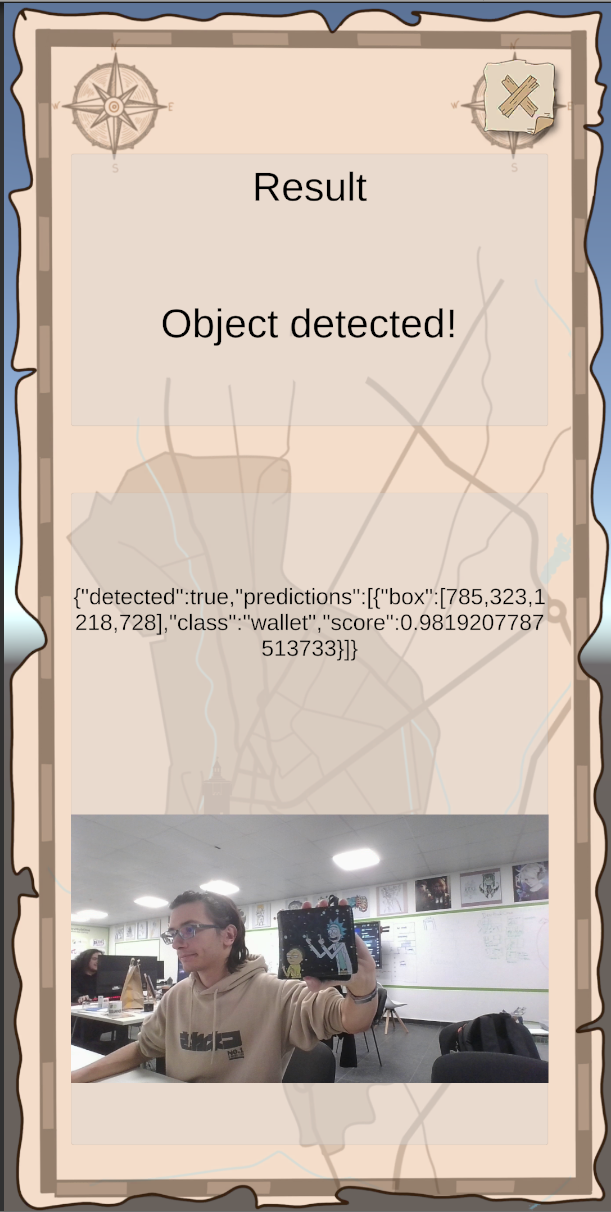 N
N
W
E
W
E
S
S
Result
Object detected!
{"detected":true,"predictions":[{"box":[785,323,1
218,728],"class":"wallet","score":0.9819207787
513733}]}